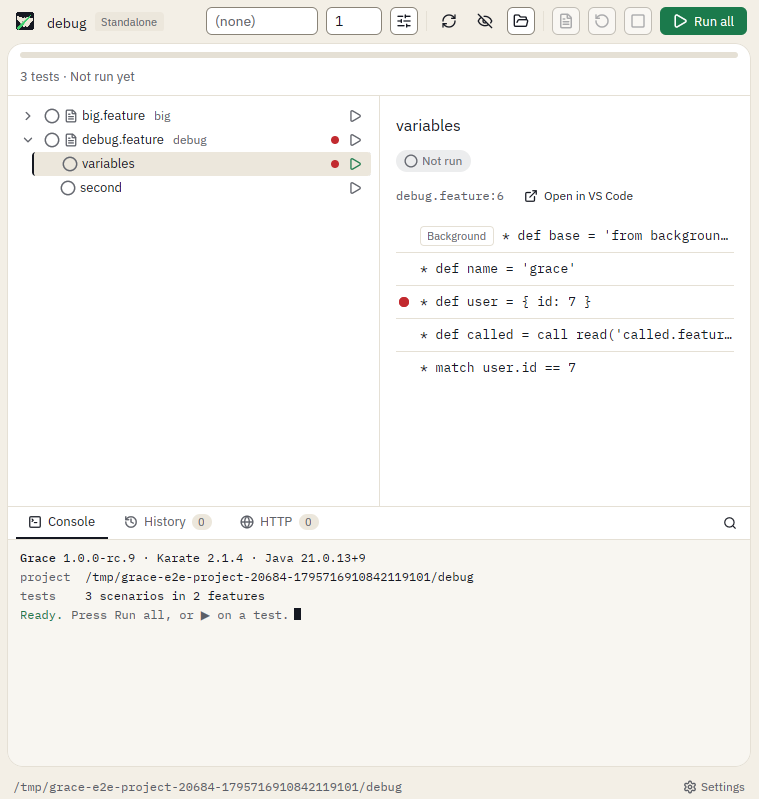 debug Standalone (none) 1 Run all
3 tests · Not run yet
big.feature big
debug.feature debug
variables
second
variables
Not run
debug.feature:6 Open in VS Code
Background * def base = 'from backgroun…
* def name = 'grace'
* def user = { id: 7 }
* def called = call read('called.featur…
* match user.id == 7
Console History 0 HTTP 0
Grace 1.0.0-rc.9 · Karate 2.1.4 · Java 21.0.13+9
project /tmp/grace-e2e-project-20684-1795716910842119101/debug
tests 3 scenarios in 2 features
Ready. Press Run all, or ▶ on a test.
/tmp/grace-e2e-project-20684-1795716910842119101/debug Settings